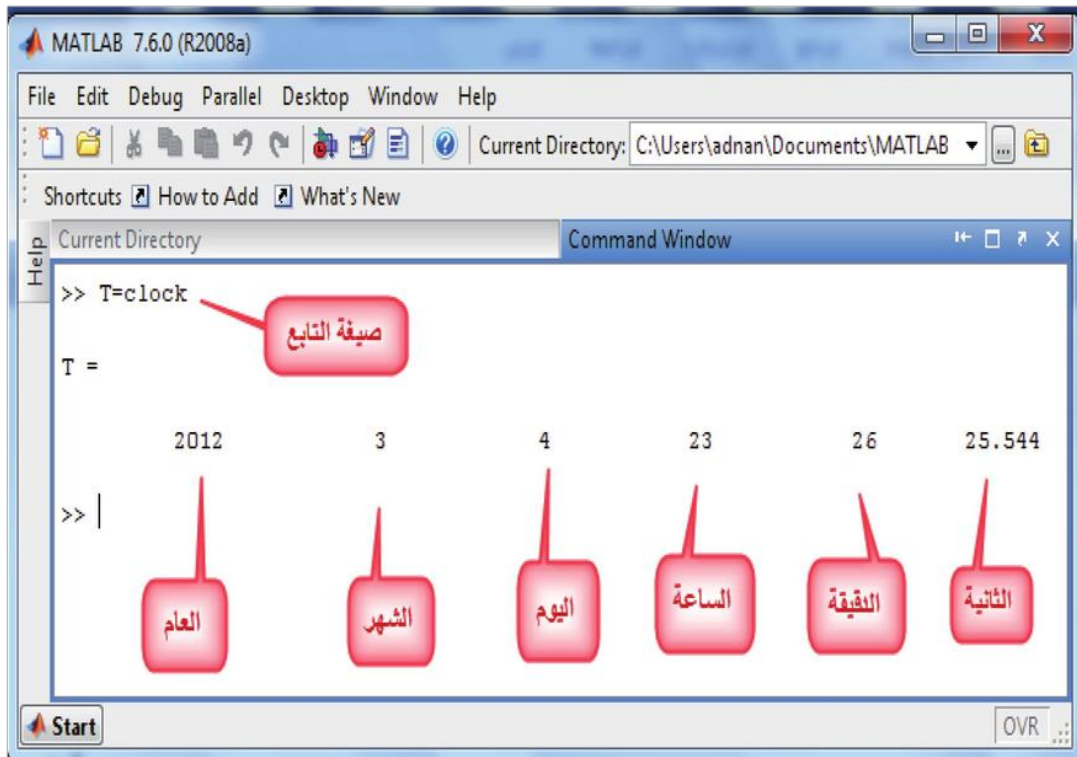 MATLAB 7.6.0 (R2008a)
File Edit Debug Parallel Desktop Window Help
Current Directory: C:\Users\adnan\Documents\MATLAB
Shortcuts How to Add What's New
Help
Current Directory Command Window
>> T=clock
صيغة التابع
T =
2012 3 4 23 26 25.544
>>
العام الشهر اليوم الساعة الدقيقة الثانية
Start OVR